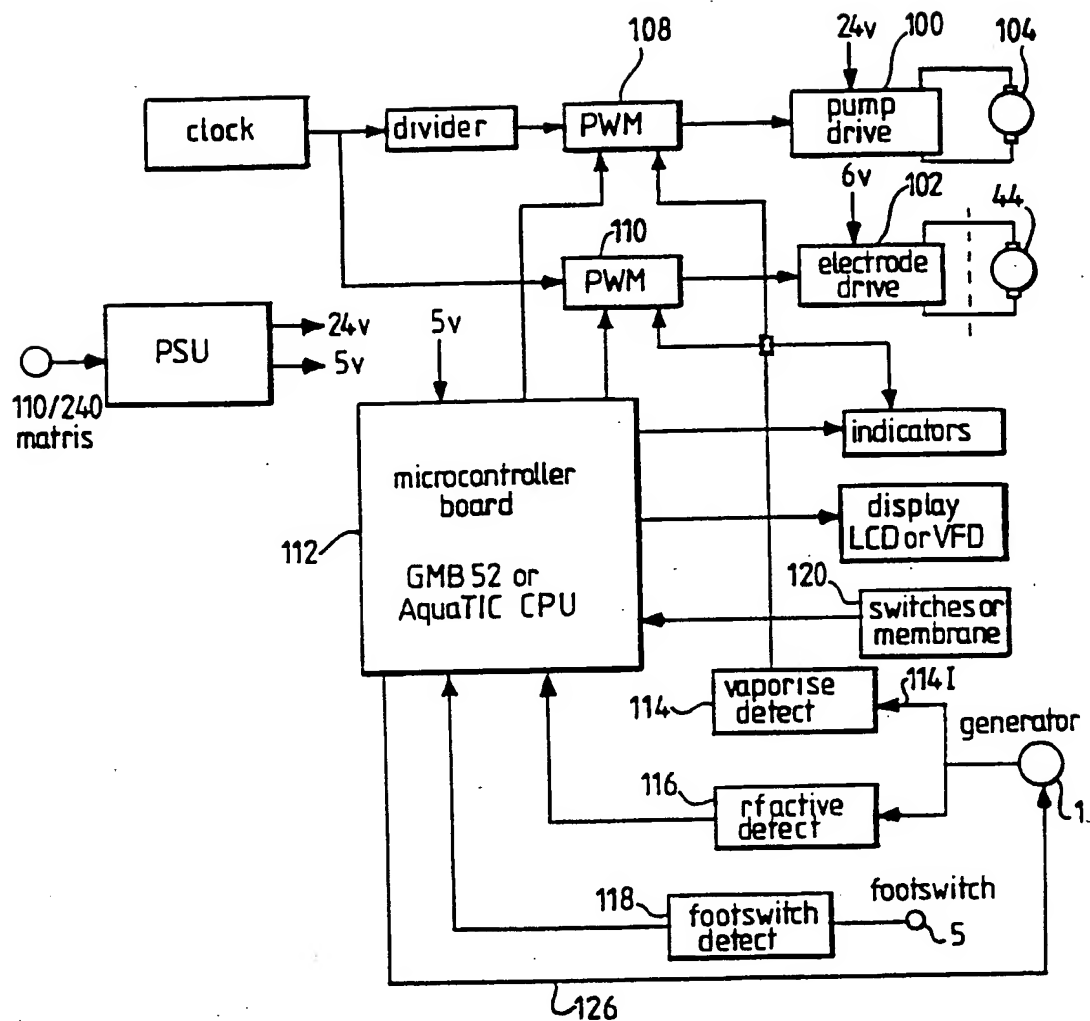 108
24v
100
104
clock
divider
PWM
pump
drive
6v
102
44
110
PWM
electrode
drive
PSU
24v
5v
5v
110/240
matris
indicators
microcontroller
board
GMB 52 or
AquaTIC CPU
112
display
LCD or VFD
120
switches or
membrane
114
vaporise
detect
114 I
generator
1
116
rf active
detect
118
footswitch
detect
footswitch
5
126